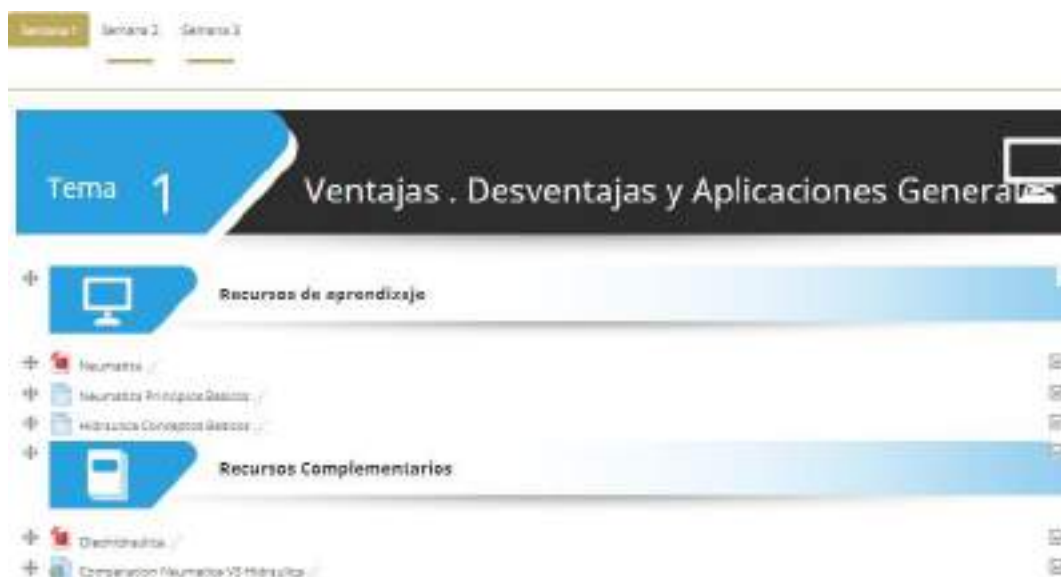 Semana 1 Semana 2 Semana 3
Tema 1
Ventajas . Desventajas y Aplicaciones Generales
Recursos de aprendizaje
Neumatica
Neumatica Principios Basicos
Hidraulica Conceptos Basicos
Recursos Complementarios
Electrohidraulica
Comparacion Neumatica VS Hidraulica